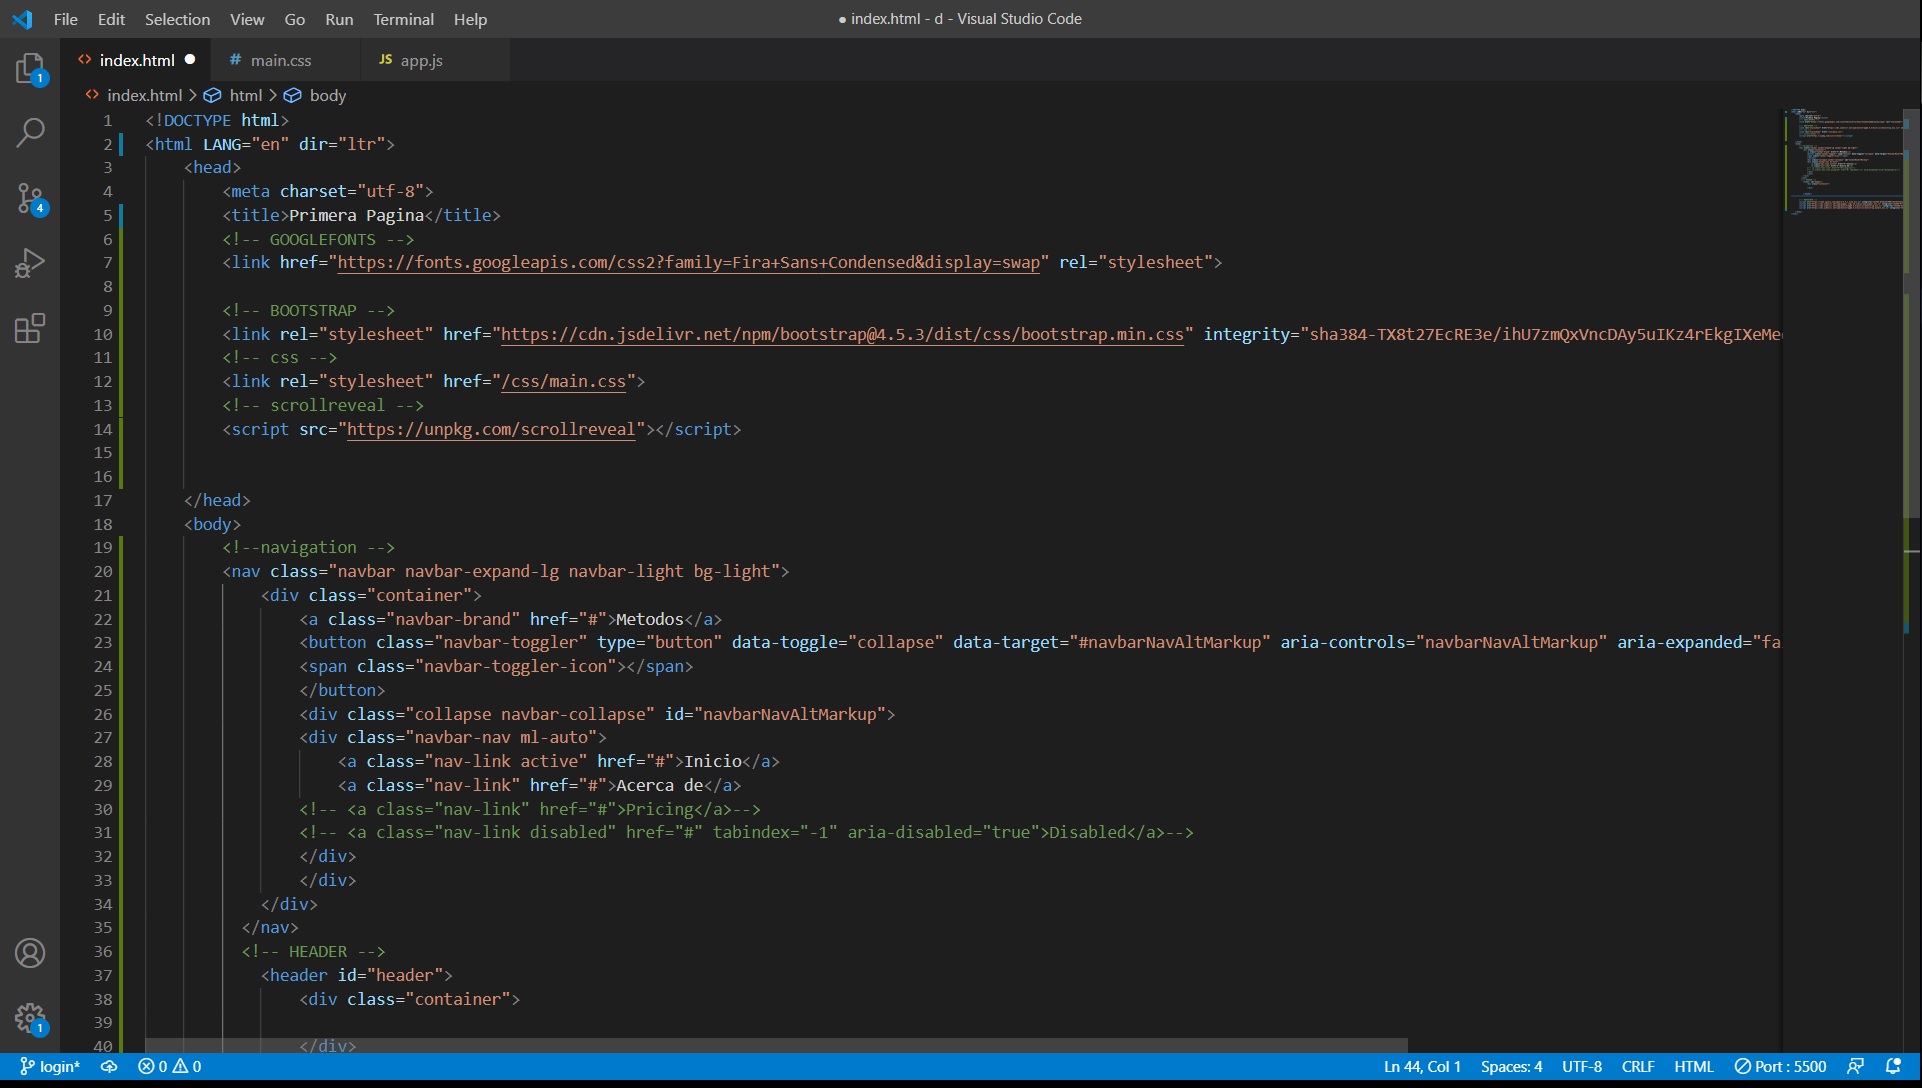 File Edit Selection View Go Run Terminal Help
● index.html - d - Visual Studio Code
<> index.html ●
# main.css
JS app.js
<> index.html > html > body
1 <!DOCTYPE html>
2 <html LANG="en" dir="ltr">
3 <head>
4 <meta charset="utf-8">
5 <title>Primera Pagina</title>
6 <!-- GOOGLEFONTS -->
7 <link href="https://fonts.googleapis.com/css2?family=Fira+Sans+Condensed&display=swap" rel="stylesheet">
8
9 <!-- BOOTSTRAP -->
10 <link rel="stylesheet" href="https://cdn.jsdelivr.net/npm/bootstrap@4.5.3/dist/css/bootstrap.min.css" integrity="sha384-TX8t27EcRE3e/ihU7zmQxVncDAy5uIKz4rEkgIXeMe
11 <!-- css -->
12 <link rel="stylesheet" href="/css/main.css">
13 <!-- scrollreveal -->
14 <script src="https://unpkg.com/scrollreveal"></script>
15
16
17 </head>
18 <body>
19 <!--navigation -->
20 <nav class="navbar navbar-expand-lg navbar-light bg-light">
21 <div class="container">
22 <a class="navbar-brand" href="#">Metodos</a>
23 <button class="navbar-toggler" type="button" data-toggle="collapse" data-target="#navbarNavAltMarkup" aria-controls="navbarNavAltMarkup" aria-expanded="fa
24 <span class="navbar-toggler-icon"></span>
25 </button>
26 <div class="collapse navbar-collapse" id="navbarNavAltMarkup">
27 <div class="navbar-nav ml-auto">
28 <a class="nav-link active" href="#">Inicio</a>
29 <a class="nav-link" href="#">Acerca de</a>
30 <!-- <a class="nav-link" href="#">Pricing</a>-->
31 <!-- <a class="nav-link disabled" href="#" tabindex="-1" aria-disabled="true">Disabled</a>-->
32 </div>
33 </div>
34 </div>
35 </nav>
36 <!-- HEADER -->
37 <header id="header">
38 <div class="container">
39
40 </div>
1
4
1
login* 0 0
Ln 44, Col 1 Spaces: 4 UTF-8 CRLF HTML Port : 5500